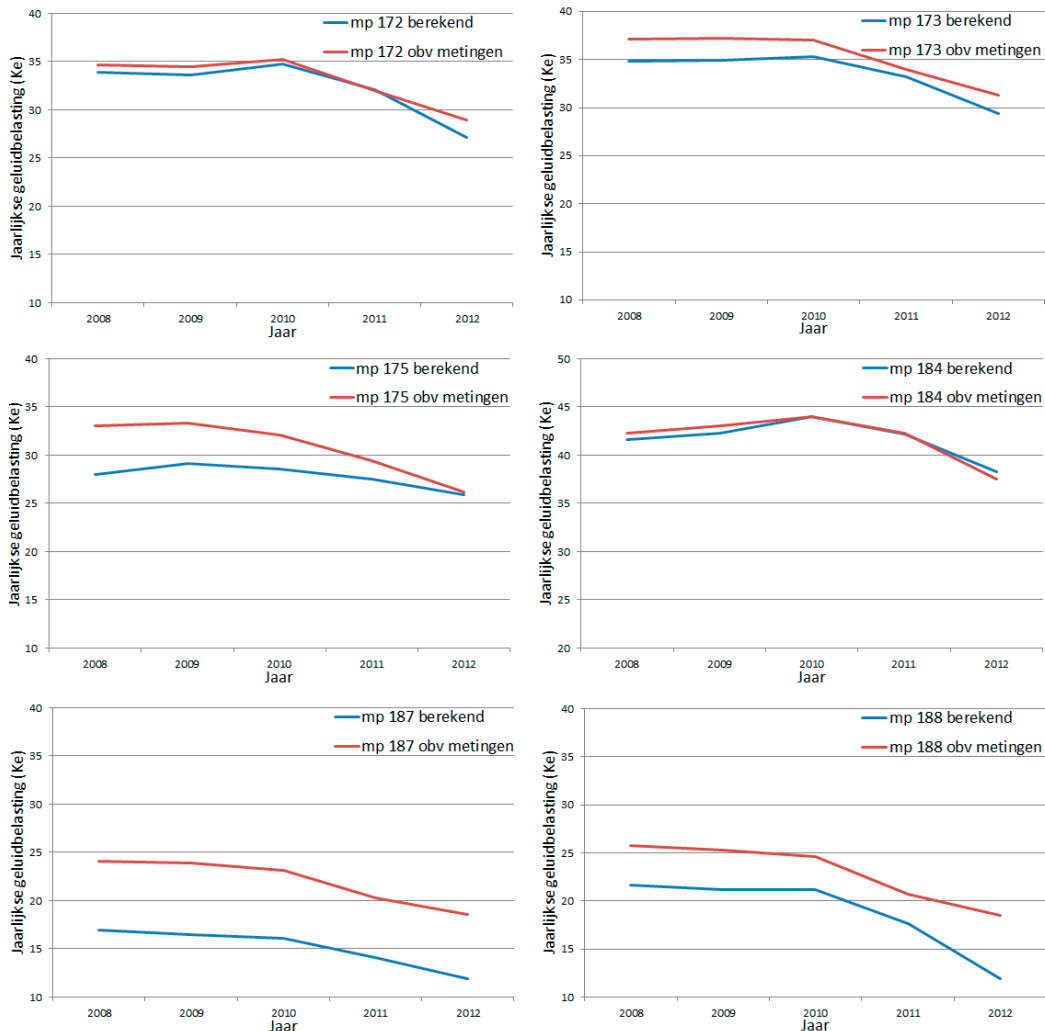 mp 172 berekend
mp 172 obv metingen
Jaarlijkse geluidbelasting (Ke)
40
35
30
25
20
15
10
2008 2009 2010 2011 2012
Jaar
mp 173 berekend
mp 173 obv metingen
Jaarlijkse geluidbelasting (Ke)
40
35
30
25
20
15
10
2008 2009 2010 2011 2012
Jaar
mp 175 berekend
mp 175 obv metingen
Jaarlijkse geluidbelasting (Ke)
40
35
30
25
20
15
10
2008 2009 2010 2011 2012
Jaar
mp 184 berekend
mp 184 obv metingen
Jaarlijkse geluidbelasting (Ke)
50
45
40
35
30
25
20
2008 2009 2010 2011 2012
Jaar
mp 187 berekend
mp 187 obv metingen
Jaarlijkse geluidbelasting (Ke)
40
35
30
25
20
15
10
2008 2009 2010 2011 2012
Jaar
mp 188 berekend
mp 188 obv metingen
Jaarlijkse geluidbelasting (Ke)
40
35
30
25
20
15
10
2008 2009 2010 2011 2012
Jaar